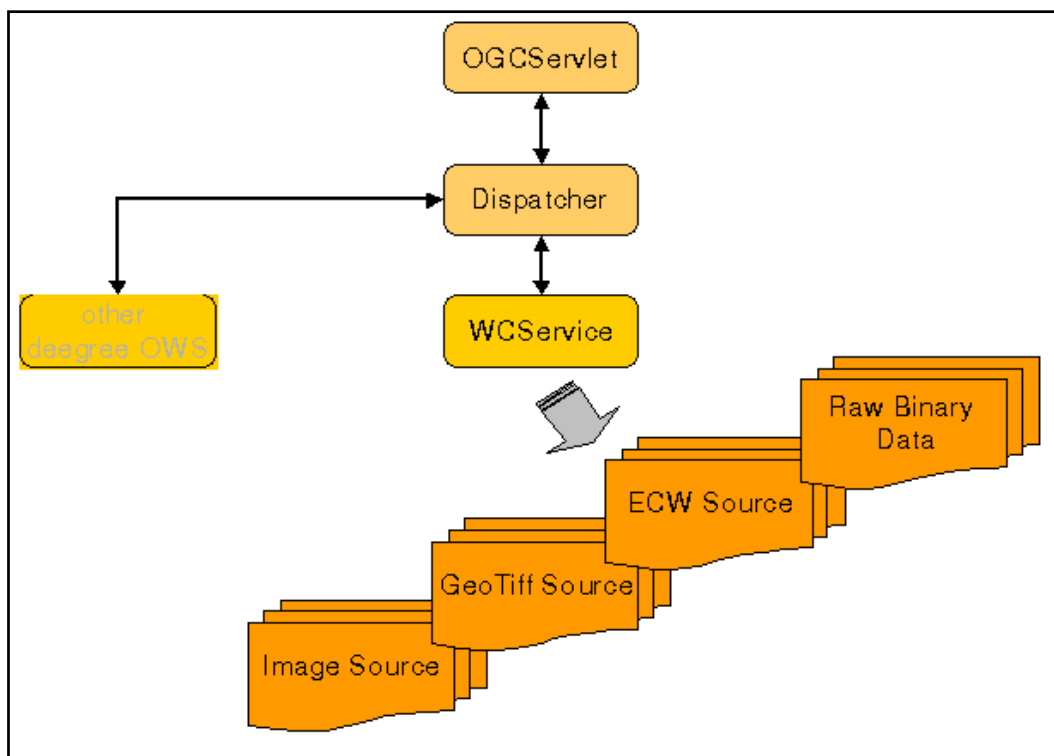 OGCServlet
Dispatcher
other
deegree OWS
WCService
Raw Binary
Data
ECW Source
GeoTiff Source
Image Source